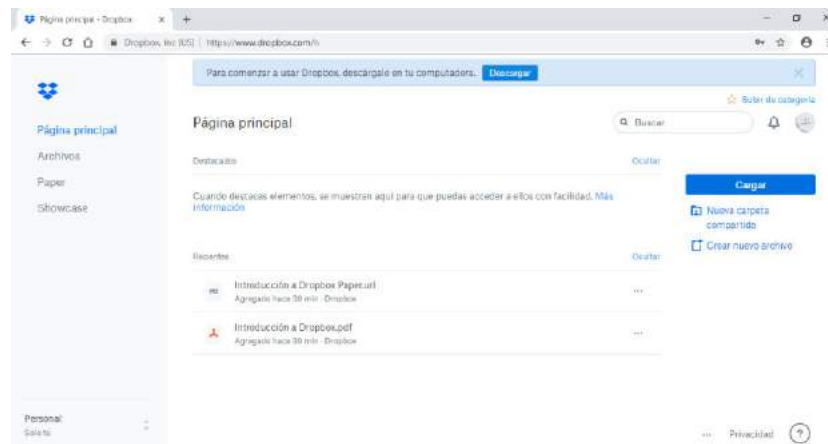 Página principal - Dropbox
Dropbox, Inc [US] | https://www.dropbox.com/h
Para comenzar a usar Dropbox, descárgalo en tu computadora. Descargar
Subir de categoría
Página principal
Archivos
Paper
Showcase
Página principal
Buscar
Destacados
Ocultar
Cuando destacas elementos, se muestran aquí para que puedas acceder a ellos con facilidad. Más
información
Cargar
Nueva carpeta
compartida
Crear nuevo archivo
Recientes
Ocultar
Introducción a Dropbox Paper.url
Agregado hace 30 min · Dropbox
Introducción a Dropbox.pdf
Agregado hace 30 min · Dropbox
Personal
Solo tú
Privacidad